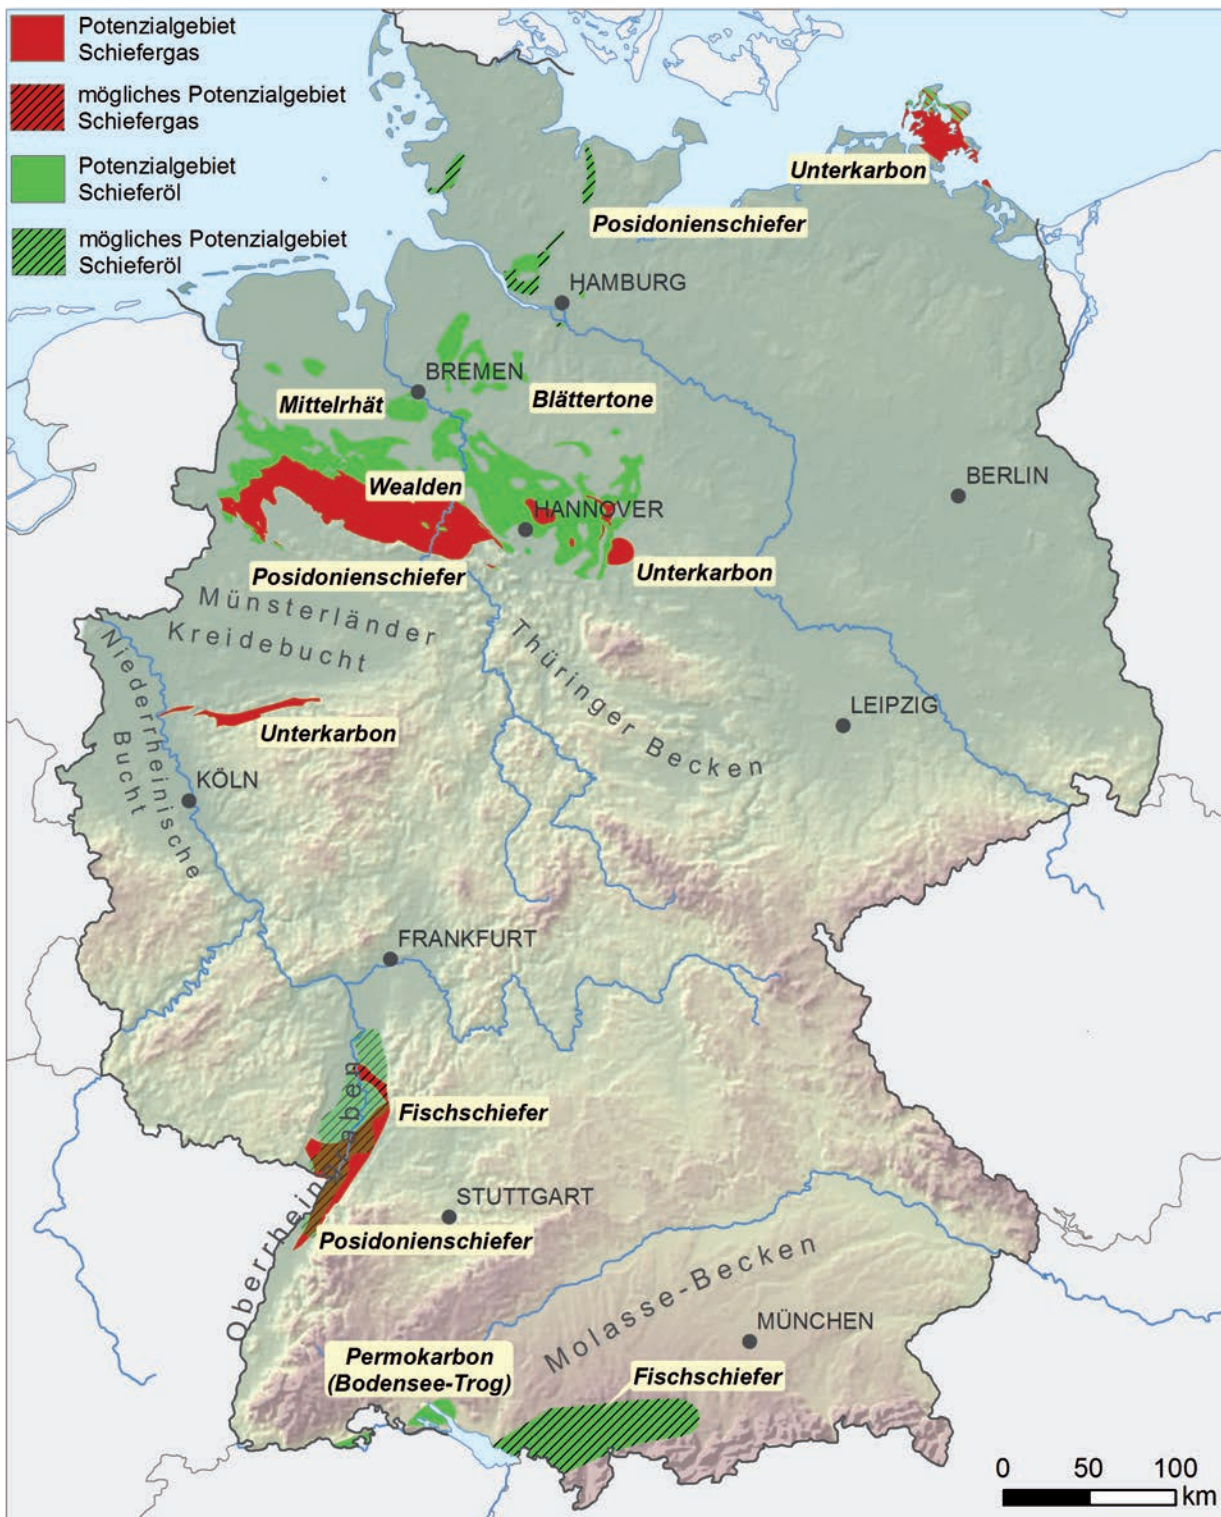 Potenzialgebiet
Schiefergas
mögliches Potenzialgebiet
Schiefergas
Potenzialgebiet
Schieferöl
mögliches Potenzialgebiet
Schieferöl
Unterkarbon
Posidonienschiefer
HAMBURG
BREMEN
Mittelrhät
Blättertone
Wealden
BERLIN
HANNOVER
Posidonienschiefer
Unterkarbon
Münsterländer
Kreidebucht
Thüringer Becken
Niederrheinische
Bucht
LEIPZIG
Unterkarbon
KÖLN
FRANKFURT
Oberrheingraben
Fischschiefer
STUTTGART
Posidonienschiefer
Molasse-Becken
MÜNCHEN
Permokarbon
(Bodensee-Trog)
Fischschiefer
0 50 100
km